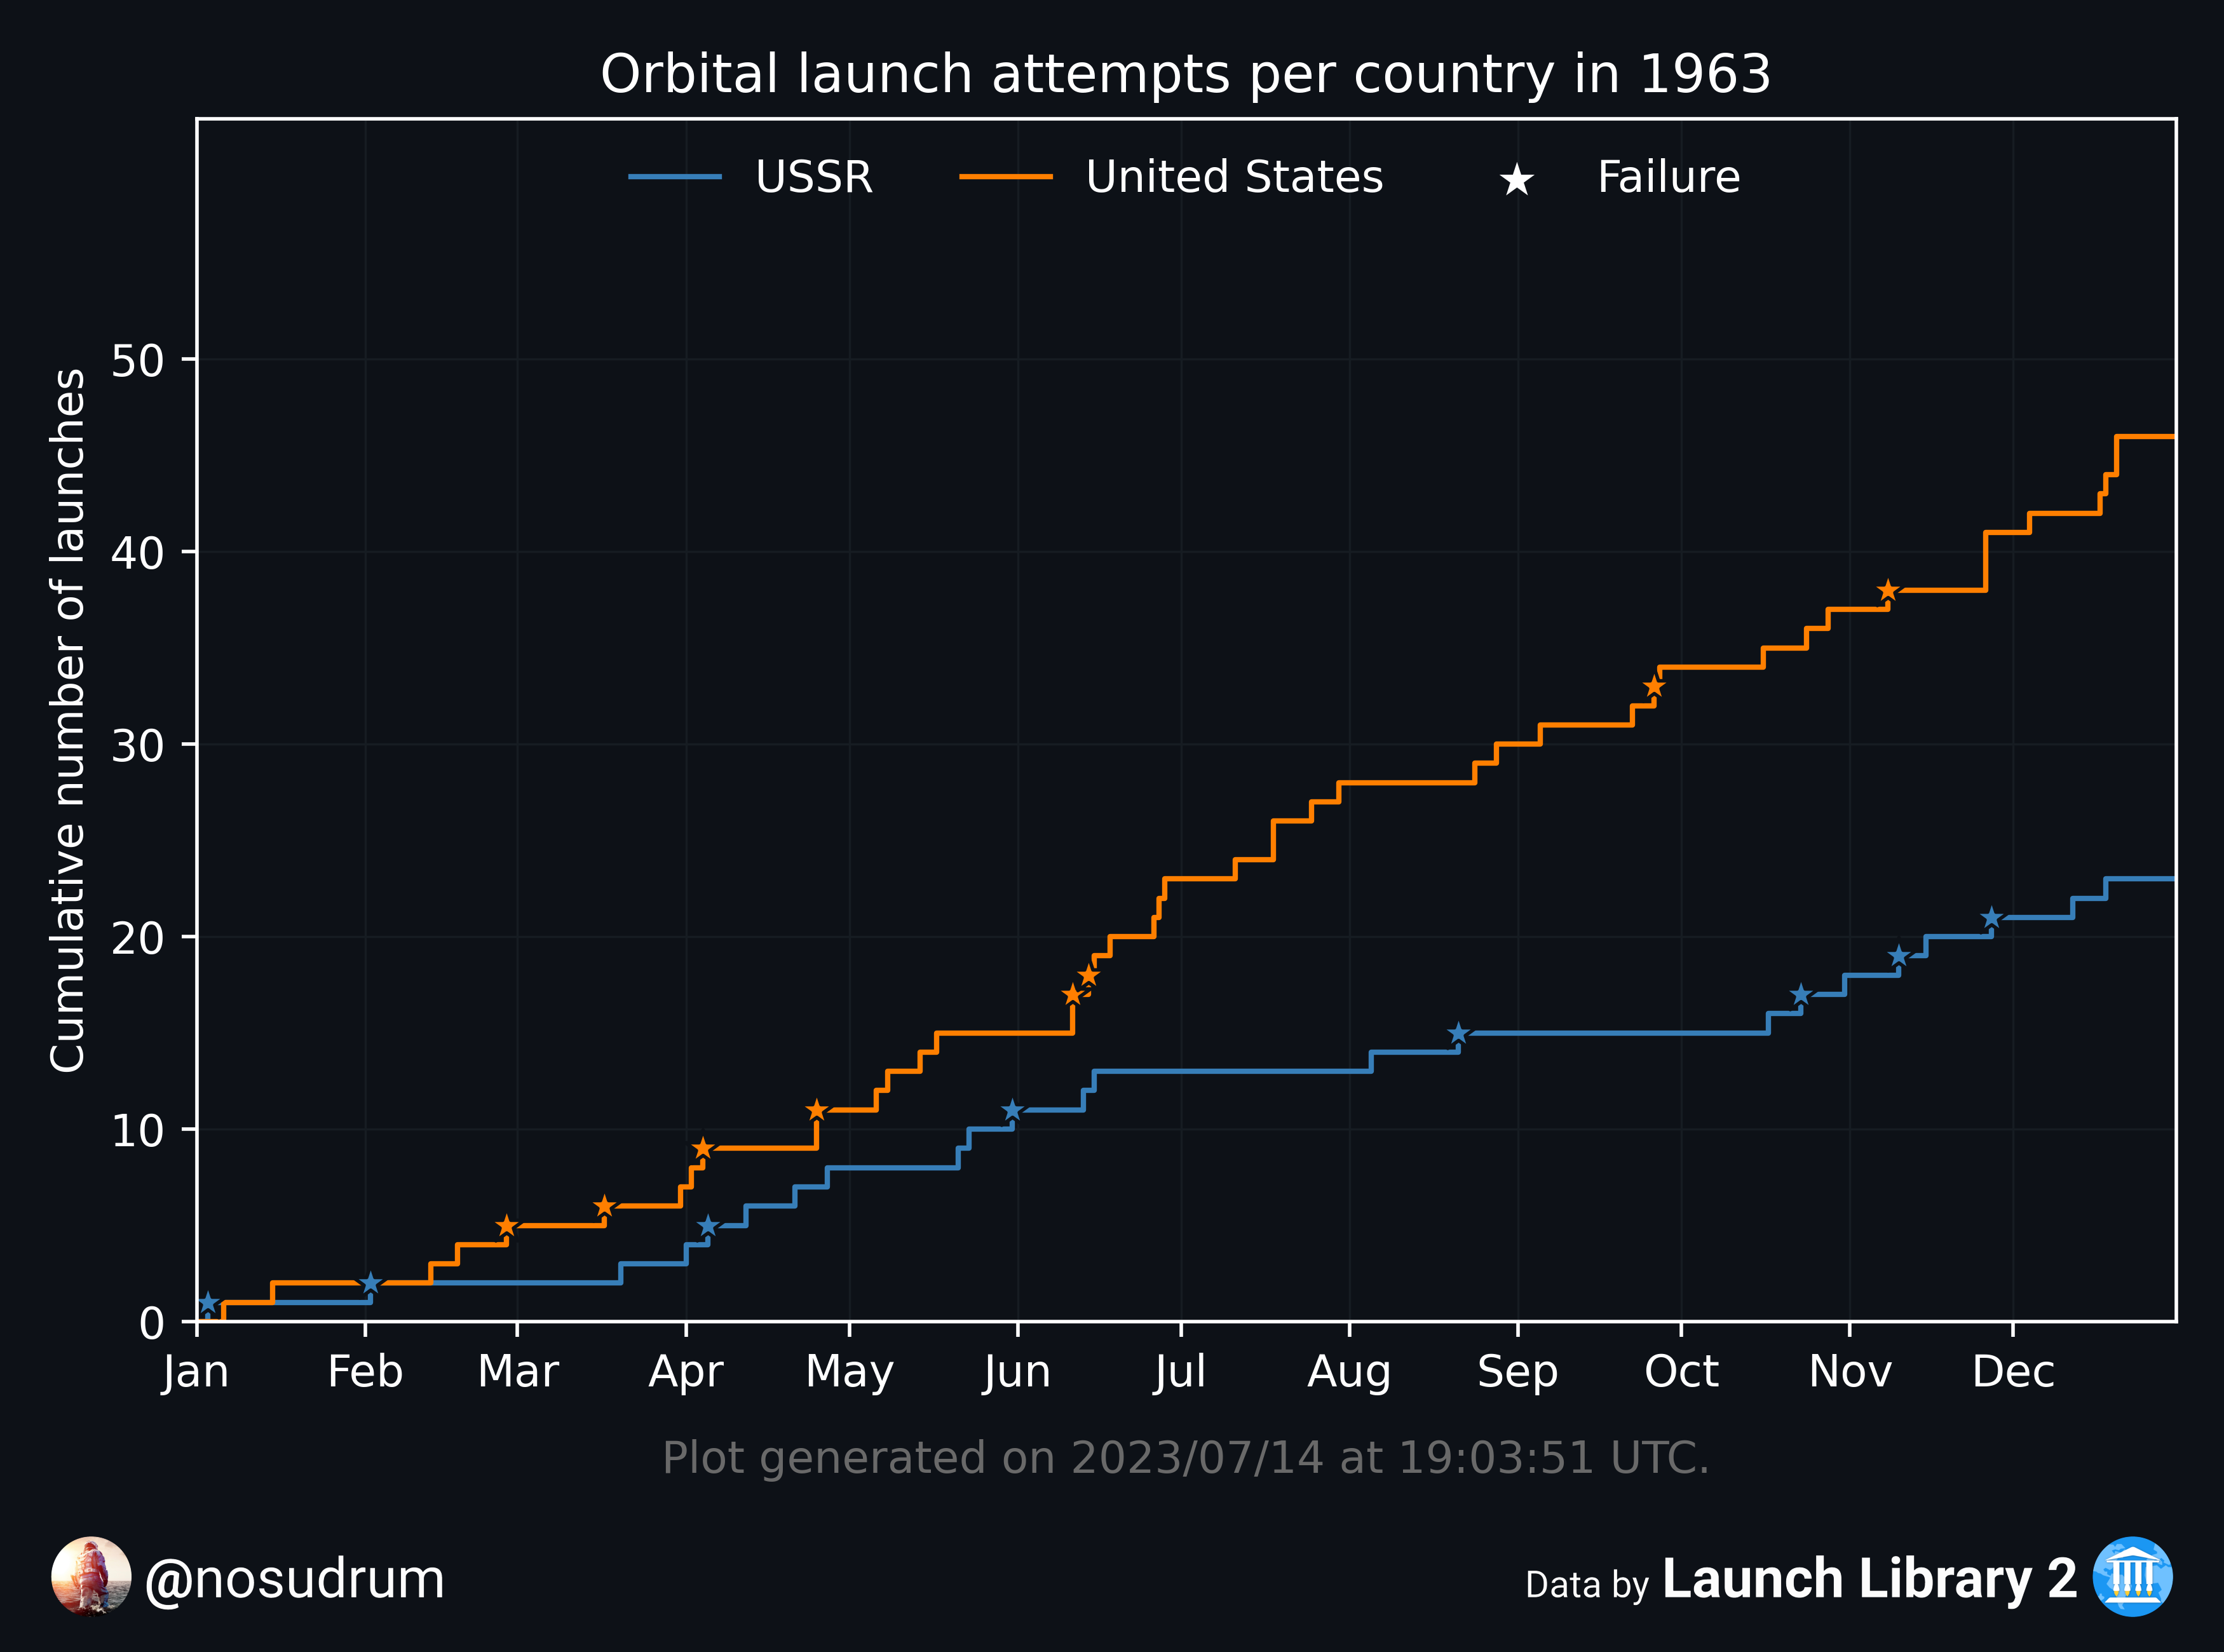 Orbital launch attempts per country in 1963
USSR United States Failure
Cumulative number of launches
50
40
30
20
10
0
Jan Feb Mar Apr May Jun Jul Aug Sep Oct Nov Dec
Plot generated on 2023/07/14 at 19:03:51 UTC.
@nosudrum
Data by Launch Library 2